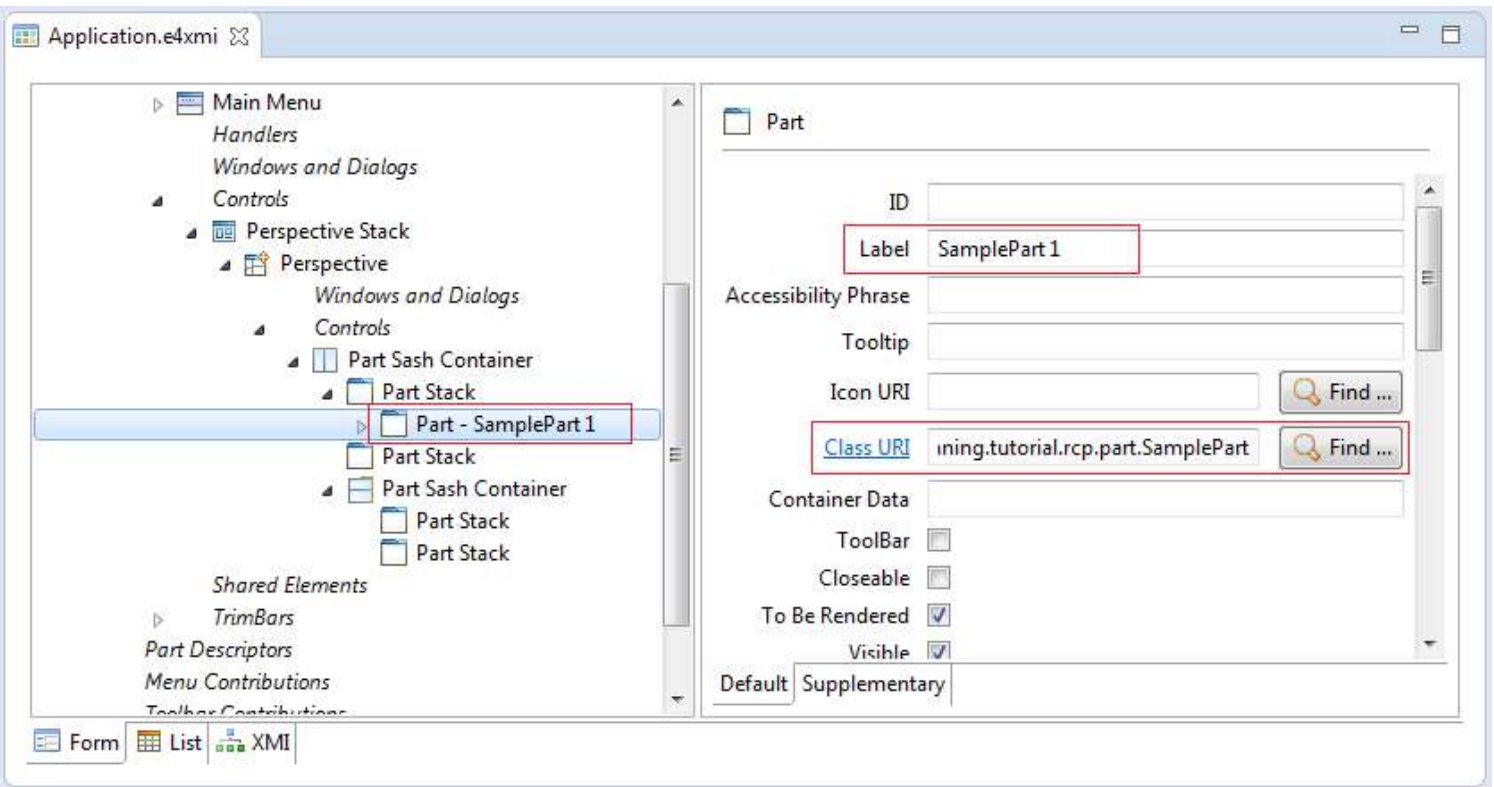 Application.e4xmi
Main Menu
Handlers
Windows and Dialogs
Controls
Perspective Stack
Perspective
Windows and Dialogs
Controls
Part Sash Container
Part Stack
Part - SamplePart 1
Part Stack
Part Sash Container
Part Stack
Part Stack
Shared Elements
TrimBars
Part Descriptors
Menu Contributions
Toolbar Contributions
Part
ID
Label SamplePart 1
Accessibility Phrase
Tooltip
Icon URI Find ...
Class URI ning.tutorial.rcp.part.SamplePart Find ...
Container Data
ToolBar
Closeable
To Be Rendered
Visible
Default Supplementary
Form List XMI